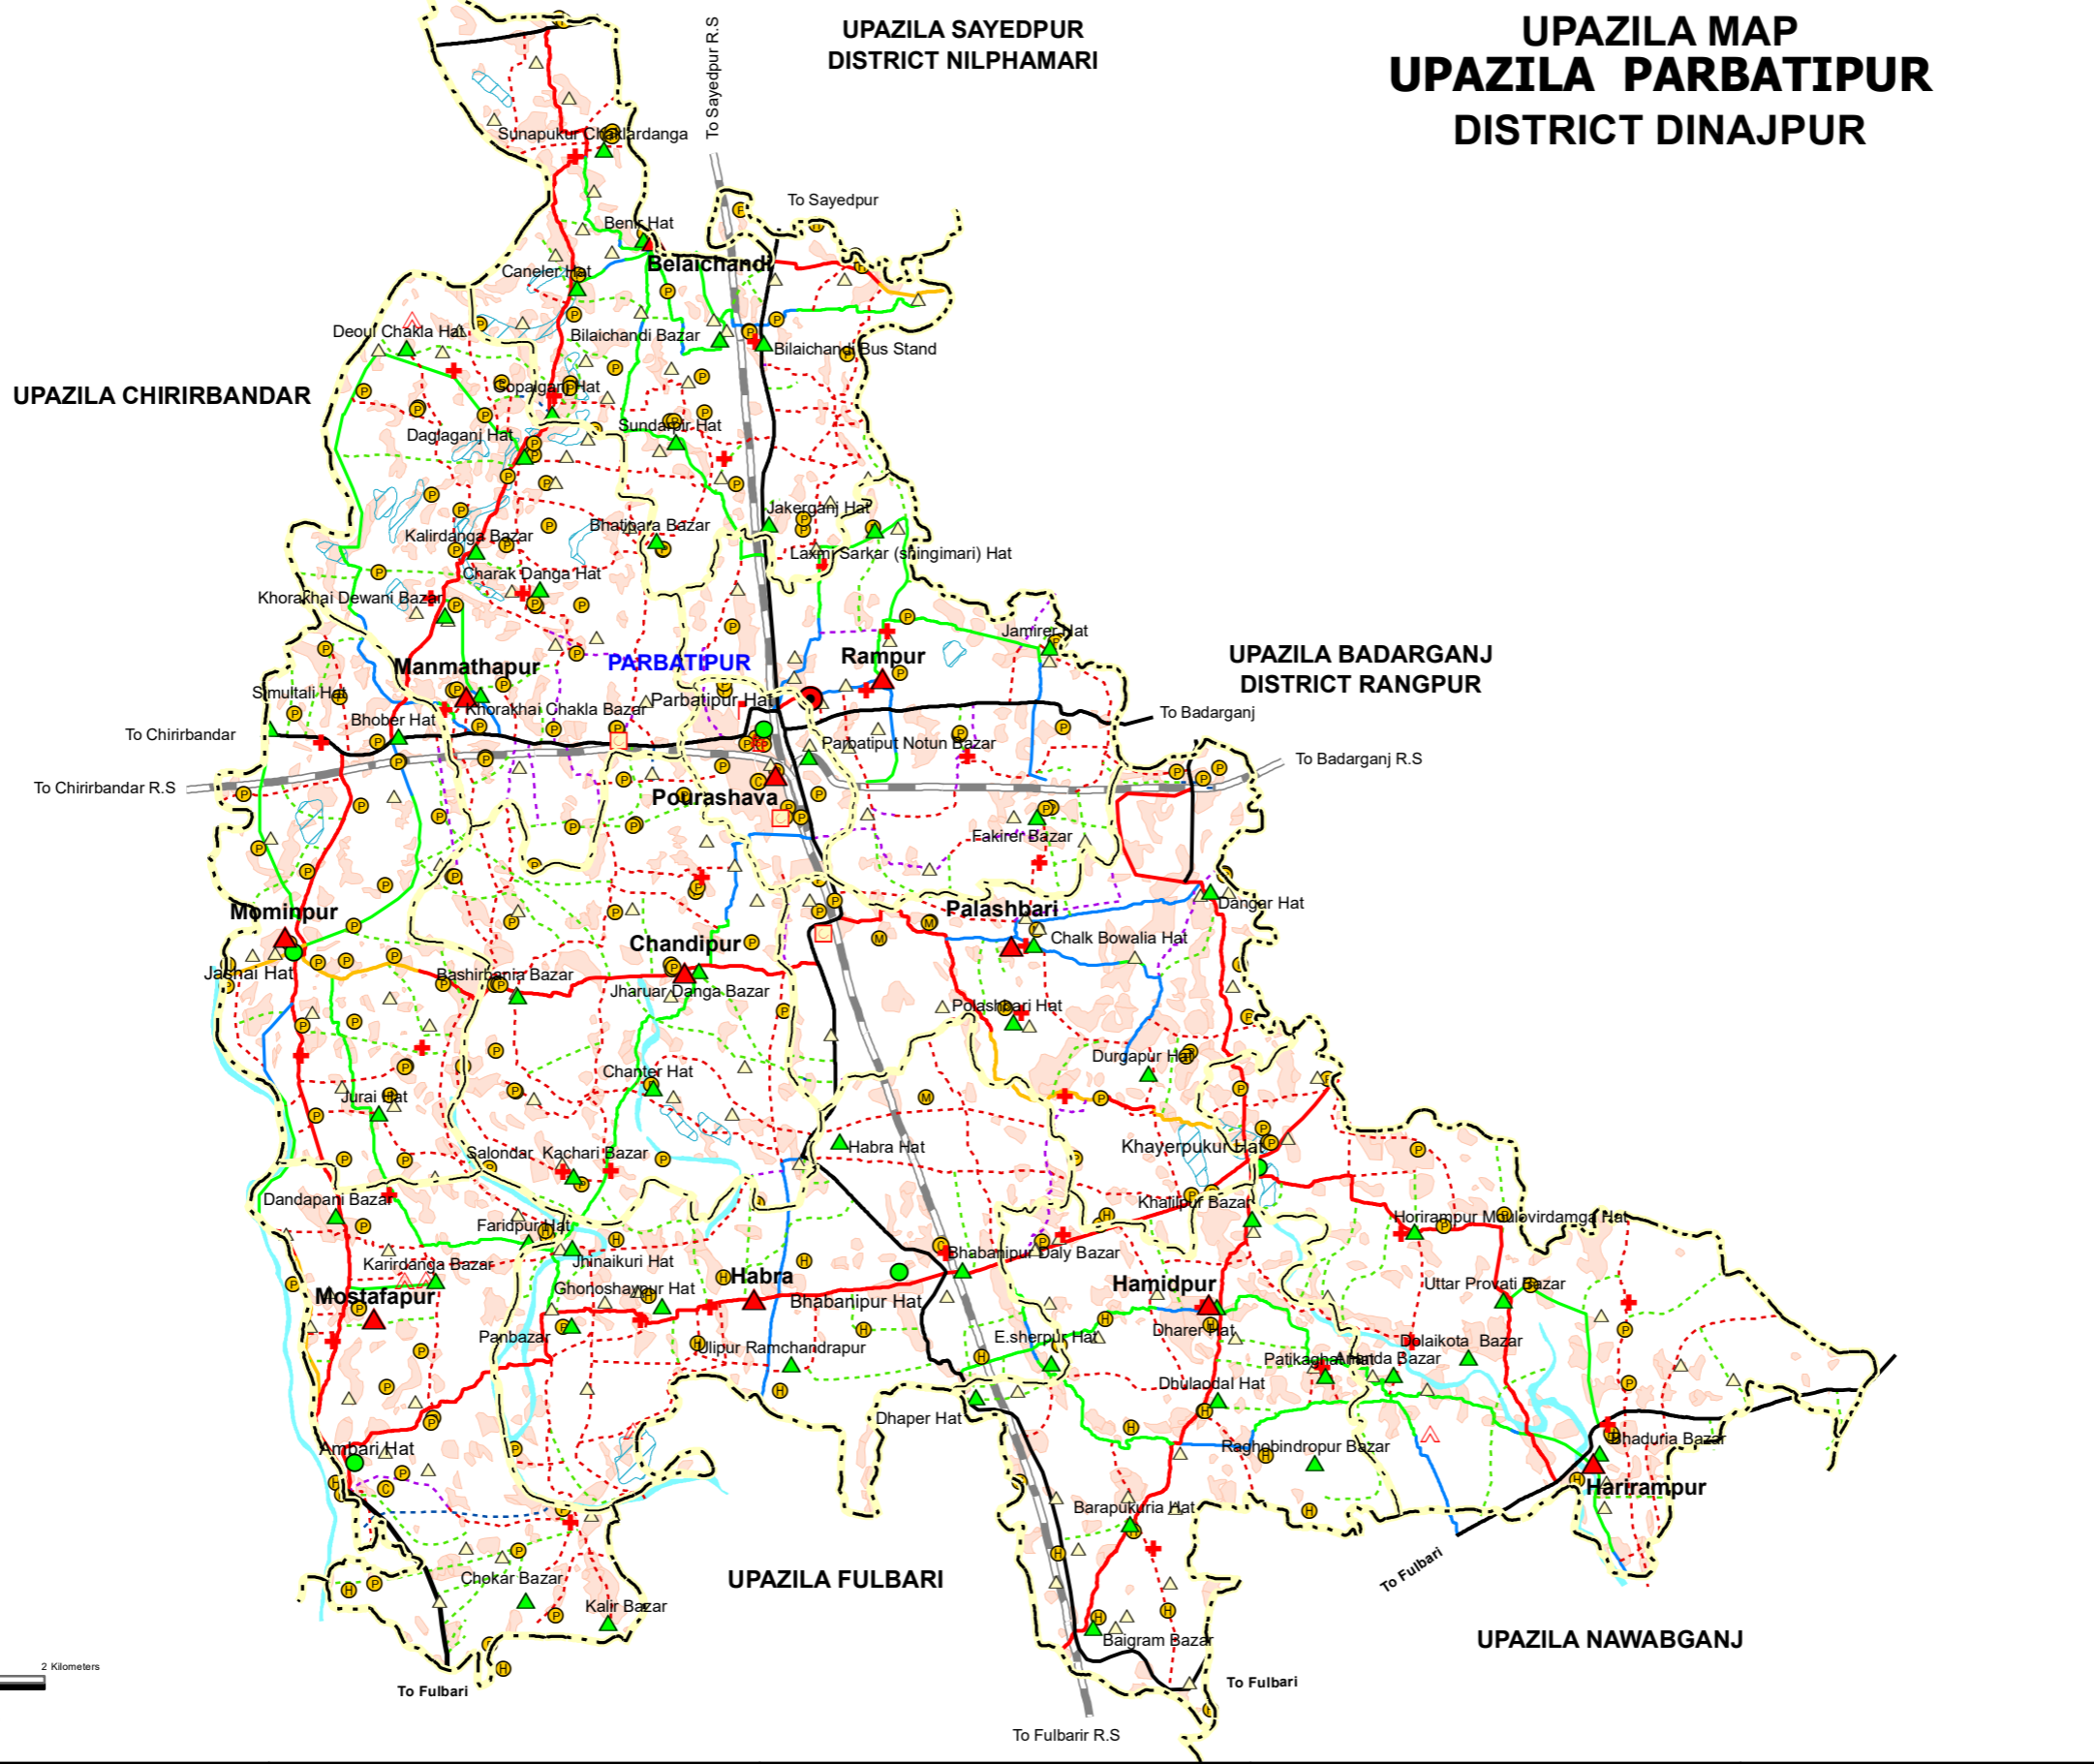 UPAZILA MAP
UPAZILA PARBATIPUR
DISTRICT DINAJPUR
UPAZILA SAYEDPUR
DISTRICT NILPHAMARI
To Sayedpur R.S
To Sayedpur
Sunapukur Chaklardanga
Benir Hat
Belaichandi
Caneler Hat
Deoul Chakla Hat
Bilaichandi Bazar
Bilaichandi Bus Stand
UPAZILA CHIRIRBANDAR
Gopalganj Hat
Daglaganj Hat
Sundarpir Hat
Jakerganj Hat
Bhatipara Bazar
Kalirdanga Bazar
Laxmi Sarkar (shingimari) Hat
Charak Danga Hat
Khorakhai Dewani Bazar
Jamirer Hat
Manmathapur
PARBATIPUR
Rampur
UPAZILA BADARGANJ
DISTRICT RANGPUR
Simultali Hat
Khorakhai Chakla Bazar
Parbatipur Hat
Bhober Hat
To Badarganj
To Chirirbandar
Parbatiput Notun Bazar
To Badarganj R.S
To Chirirbandar R.S
Pourashava
Fakirer Bazar
Dangar Hat
Mominpur
Palashbari
Chandipur
Chalk Bowalia Hat
Jashai Hat
Bashirbania Bazar
Jharuar Danga Bazar
Polashbari Hat
Durgapur Hat
Chanter Hat
Jurai Hat
Habra Hat
Khayerpukur Hat
Salondar Kachari Bazar
Dandapani Bazar
Khalilpur Bazar
Faridpur Hat
Horirampur Moulovirdamga Hat
Jhinaikuri Hat
Bhabanipur Daly Bazar
Karirdanga Bazar
Habra
Hamidpur
Uttar Provati Bazar
Ghonoshaypur Hat
Mostafapur
Bhabanipur Hat
Panbazar
E.sherpur Hat
Dharer Hat
Dolaikota Bazar
Ulipur Ramchandrapur
Patikaghat Hat
Ananda Bazar
Dhulaodal Hat
Dhaper Hat
Ambari Hat
Raghobindropur Bazar
Bhaduria Bazar
Harirampur
Barapukuria Hat
To Fulbari
Chokar Bazar
UPAZILA FULBARI
Kalir Bazar
Baigram Bazar
UPAZILA NAWABGANJ
2 Kilometers
To Fulbari
To Fulbari
To Fulbarir R.S